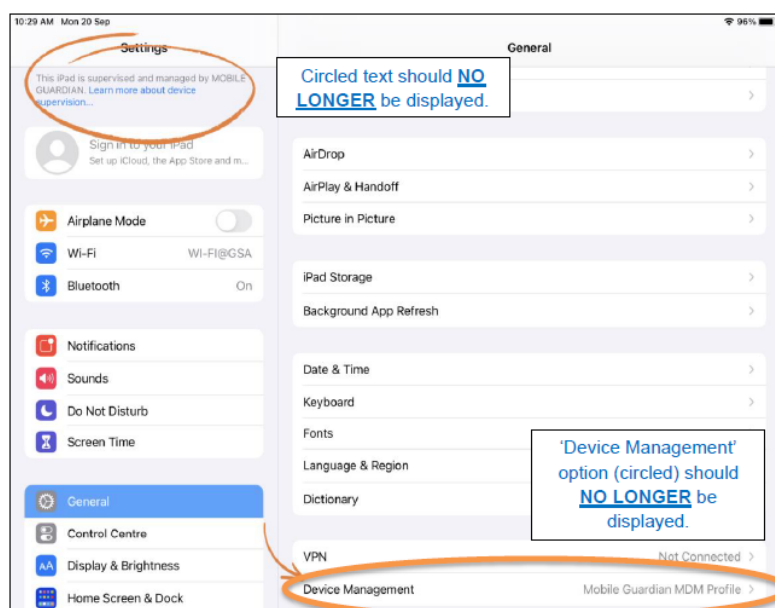 10:29 AM Mon 20 Sep
96%
Settings
This iPad is supervised and managed by MOBILE
GUARDIAN. Learn more about device
supervision...
Sign in to your iPad
Set up iCloud, the App Store and m...
Airplane Mode
Wi-Fi WI-FI@GSA
Bluetooth On
Notifications
Sounds
Do Not Disturb
Screen Time
General
Control Centre
AA Display & Brightness
Home Screen & Dock
General
Circled text should NO
LONGER be displayed.
AirDrop
AirPlay & Handoff
Picture in Picture
iPad Storage
Background App Refresh
Date & Time
Keyboard
Fonts
Language & Region
Dictionary
'Device Management'
option (circled) should
NO LONGER be
displayed.
VPN Not Connected
Device Management Mobile Guardian MDM Profile